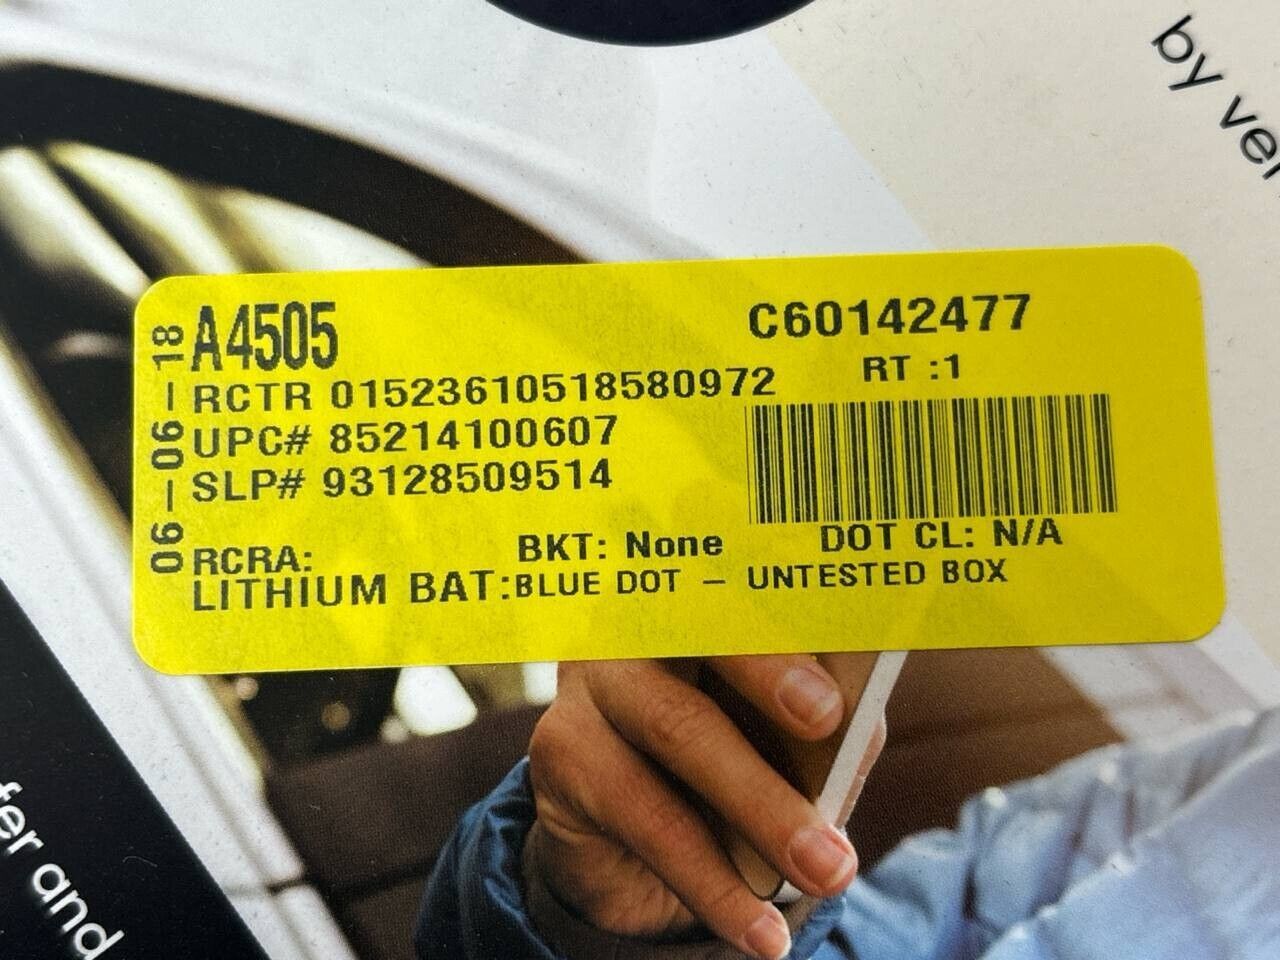 by ver
A4505
C60142477
RCTR 01523610518580972
RT :1
UPC# 85214100607
SLP# 93128509514
06-06-18
RCRA:
BKT: None
DOT CL: N/A
LITHIUM BAT:BLUE DOT - UNTESTED BOX
fer and